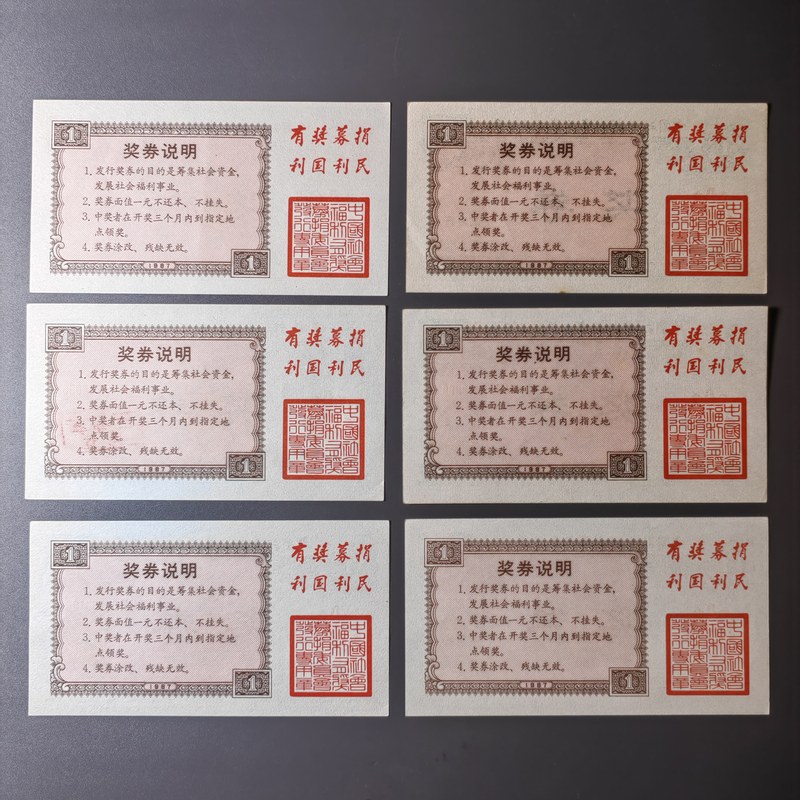 1
奖券说明
1. 发行奖券的目的是筹集社会资金,
发展社会福利事业。
2. 奖券面值一元不还本、不挂失。
3. 中奖者在开奖三个月内到指定地
点领奖。
4. 奖券涂改、残缺无效。
1987
1
有奖募捐
利国利民
1
奖券说明
1. 发行奖券的目的是筹集社会资金,
发展社会福利事业。
2. 奖券面值一元不还本、不挂失。
3. 中奖者在开奖三个月内到指定地
点领奖。
4. 奖券涂改、残缺无效。
1987
1
有奖募捐
利国利民
1
奖券说明
1. 发行奖券的目的是筹集社会资金,
发展社会福利事业。
2. 奖券面值一元不还本、不挂失。
3. 中奖者在开奖三个月内到指定地
点领奖。
4. 奖券涂改、残缺无效。
1987
1
有奖募捐
利国利民
1
奖券说明
1. 发行奖券的目的是筹集社会资金,
发展社会福利事业。
2. 奖券面值一元不还本、不挂失。
3. 中奖者在开奖三个月内到指定地
点领奖。
4. 奖券涂改、残缺无效。
1987
1
有奖募捐
利国利民
1
奖券说明
1. 发行奖券的目的是筹集社会资金,
发展社会福利事业。
2. 奖券面值一元不还本、不挂失。
3. 中奖者在开奖三个月内到指定地
点领奖。
4. 奖券涂改、残缺无效。
1987
1
有奖募捐
利国利民
1
奖券说明
1. 发行奖券的目的是筹集社会资金,
发展社会福利事业。
2. 奖券面值一元不还本、不挂失。
3. 中奖者在开奖三个月内到指定地
点领奖。
4. 奖券涂改、残缺无效。
1987
1
有奖募捐
利国利民